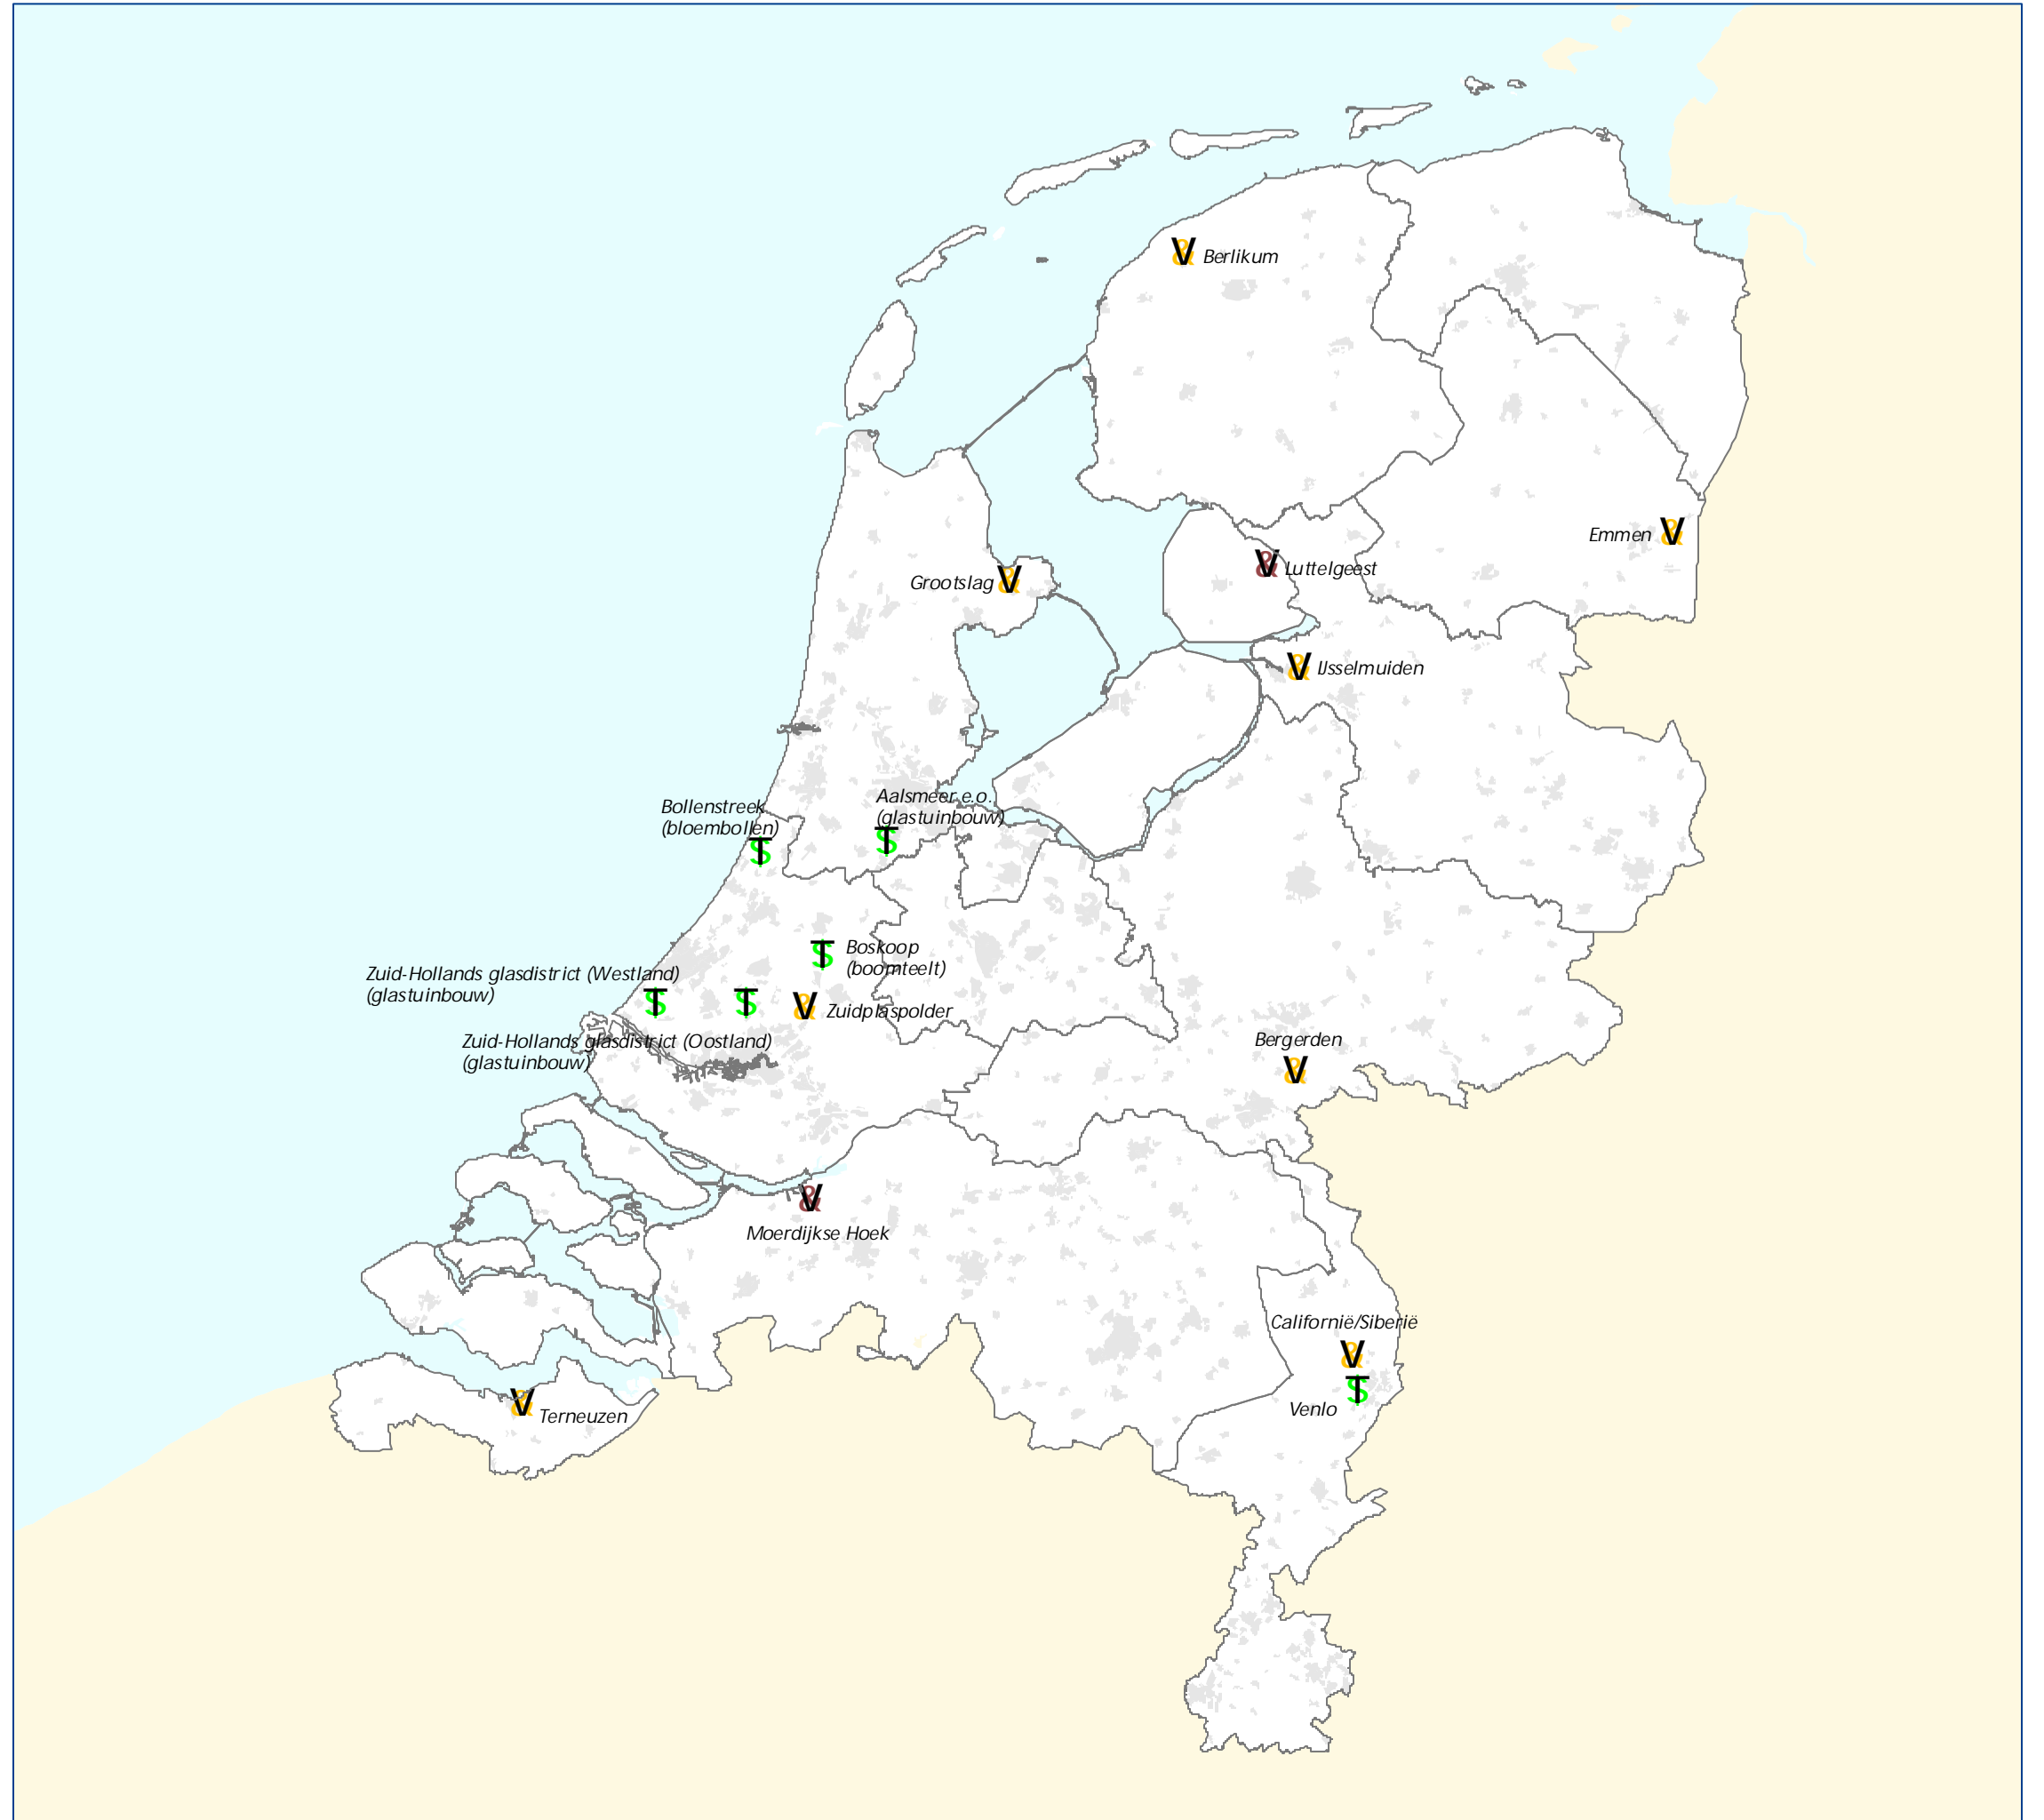 Berlikum
Emmen
Luttelgeest
Grootslag
IJsselmuiden
Bollenstreek
(bloembollen)
Aalsmeer e.o.
(glastuinbouw)
Boskoop
(boomteelt)
Zuid-Hollands glasdistrict (Westland)
(glastuinbouw)
Zuidplaspolder
Zuid-Hollands glasdistrict (Oostland)
(glastuinbouw)
Bergerden
Moerdijkse Hoek
Californië/Siberië
Venlo
Terneuzen